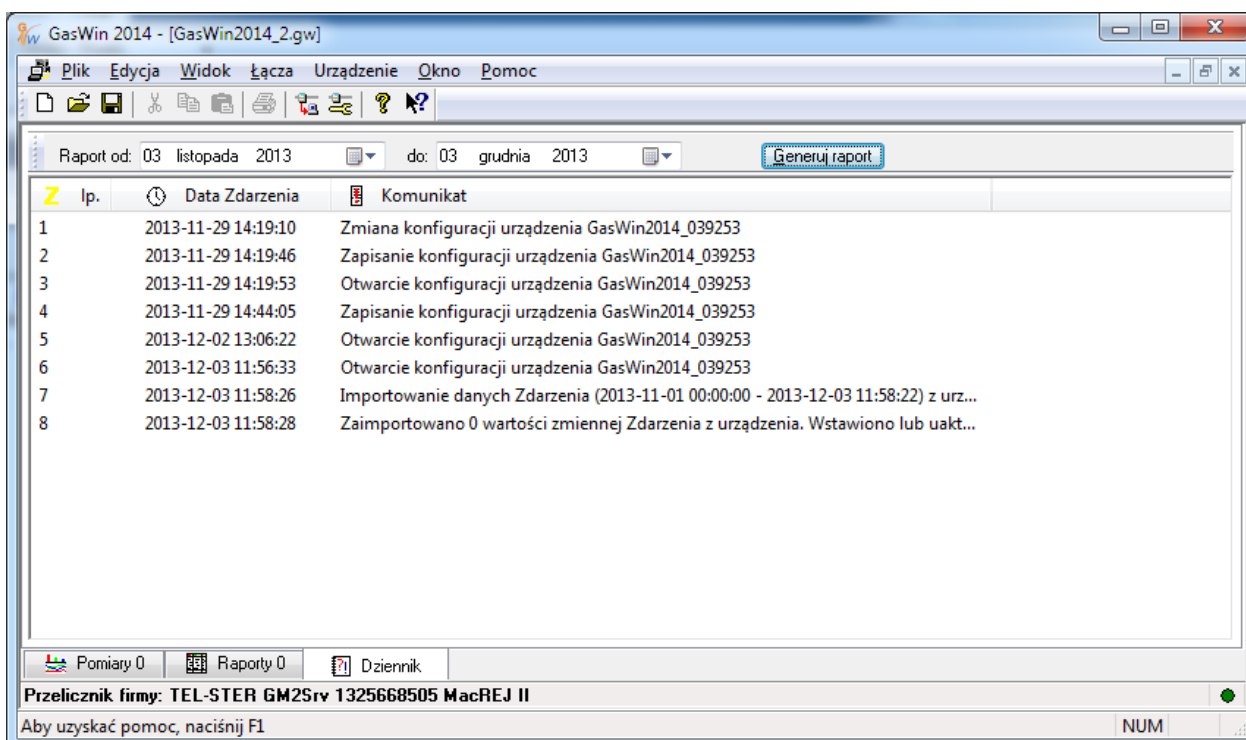 GasWin 2014 - [GasWin2014_2.gw]
Plik Edycja Widok Łącza Urządzenie Okno Pomoc
Raport od: 03 listopada 2013 do: 03 grudnia 2013 Generuj raport
Z lp. Data Zdarzenia Komunikat
1 2013-11-29 14:19:10 Zmiana konfiguracji urządzenia GasWin2014_039253
2 2013-11-29 14:19:46 Zapisanie konfiguracji urządzenia GasWin2014_039253
3 2013-11-29 14:19:53 Otwarcie konfiguracji urządzenia GasWin2014_039253
4 2013-11-29 14:44:05 Zapisanie konfiguracji urządzenia GasWin2014_039253
5 2013-12-02 13:06:22 Otwarcie konfiguracji urządzenia GasWin2014_039253
6 2013-12-03 11:56:33 Otwarcie konfiguracji urządzenia GasWin2014_039253
7 2013-12-03 11:58:26 Importowanie danych Zdarzenia (2013-11-01 00:00:00 - 2013-12-03 11:58:22) z urz...
8 2013-12-03 11:58:28 Zaimportowano 0 wartości zmiennej Zdarzenia z urządzenia. Wstawiono lub uakt...
Pomiary 0 Raporty 0 Dziennik
Przelicznik firmy: TEL-STER GM2Srv 1325668505 MacREJ II
Aby uzyskać pomoc, naciśnij F1 NUM